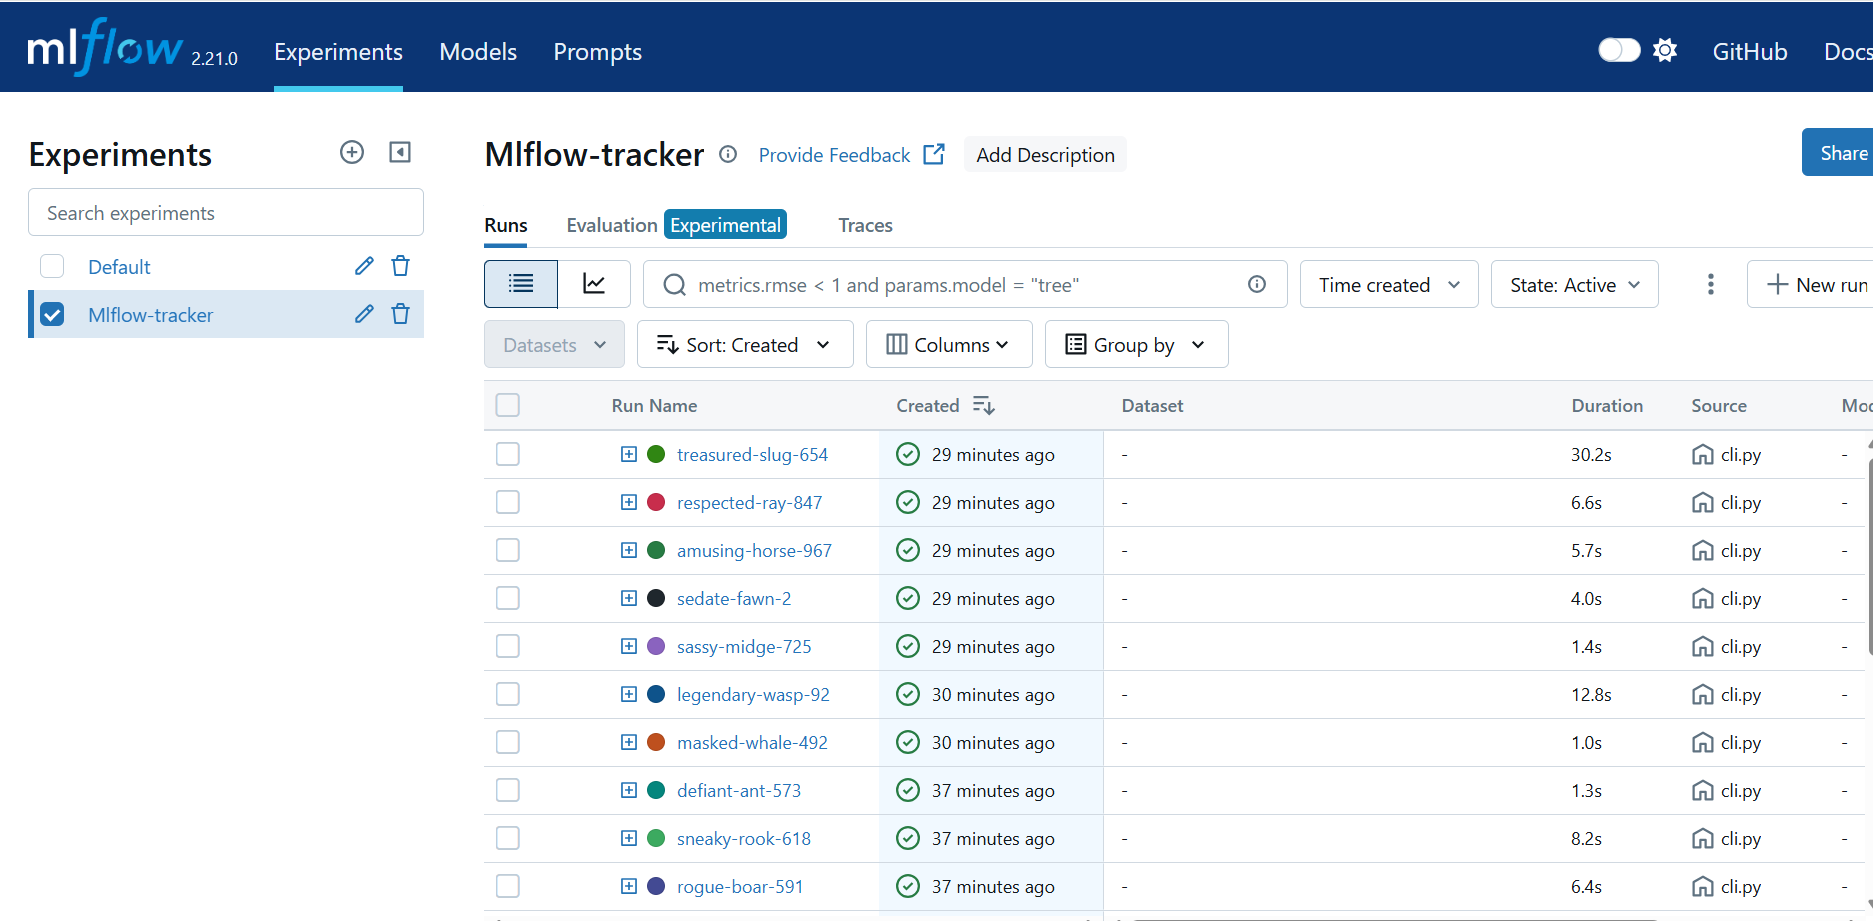 mlflow 2.21.0 Experiments Models Prompts GitHub Docs
Experiments
Search experiments
Default
Mlflow-tracker
Mlflow-tracker Provide Feedback Add Description Share
Runs Evaluation Experimental Traces
metrics.rmse < 1 and params.model = "tree" Time created State: Active New run
Datasets Sort: Created Columns Group by
Run Name Created Dataset Duration Source Mod
treasured-slug-654 29 minutes ago - 30.2s cli.py -
respected-ray-847 29 minutes ago - 6.6s cli.py -
amusing-horse-967 29 minutes ago - 5.7s cli.py -
sedate-fawn-2 29 minutes ago - 4.0s cli.py -
sassy-midge-725 29 minutes ago - 1.4s cli.py -
legendary-wasp-92 30 minutes ago - 12.8s cli.py -
masked-whale-492 30 minutes ago - 1.0s cli.py -
defiant-ant-573 37 minutes ago - 1.3s cli.py -
sneaky-rook-618 37 minutes ago - 8.2s cli.py -
rogue-boar-591 37 minutes ago - 6.4s cli.py -